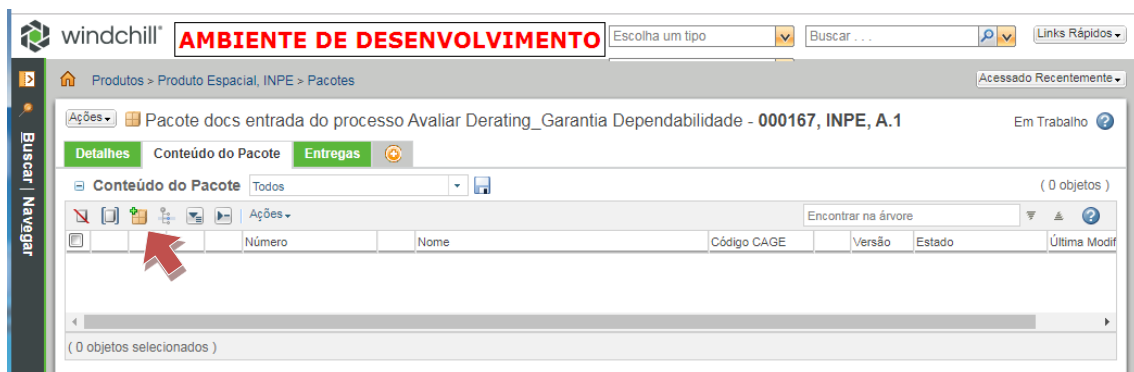 windchill AMBIENTE DE DESENVOLVIMENTO Escolha um tipo Buscar . . . Links Rápidos
Produtos > Produto Espacial, INPE > Pacotes Acessado Recentemente
Ações Pacote docs entrada do processo Avaliar Derating_Garantia Dependabilidade - 000167, INPE, A.1 Em Trabalho
Detalhes Conteúdo do Pacote Entregas
Conteúdo do Pacote Todos ( 0 objetos )
Ações Encontrar na árvore
Número Nome Código CAGE Versão Estado Última Modif
( 0 objetos selecionados )
Buscar | Navegar